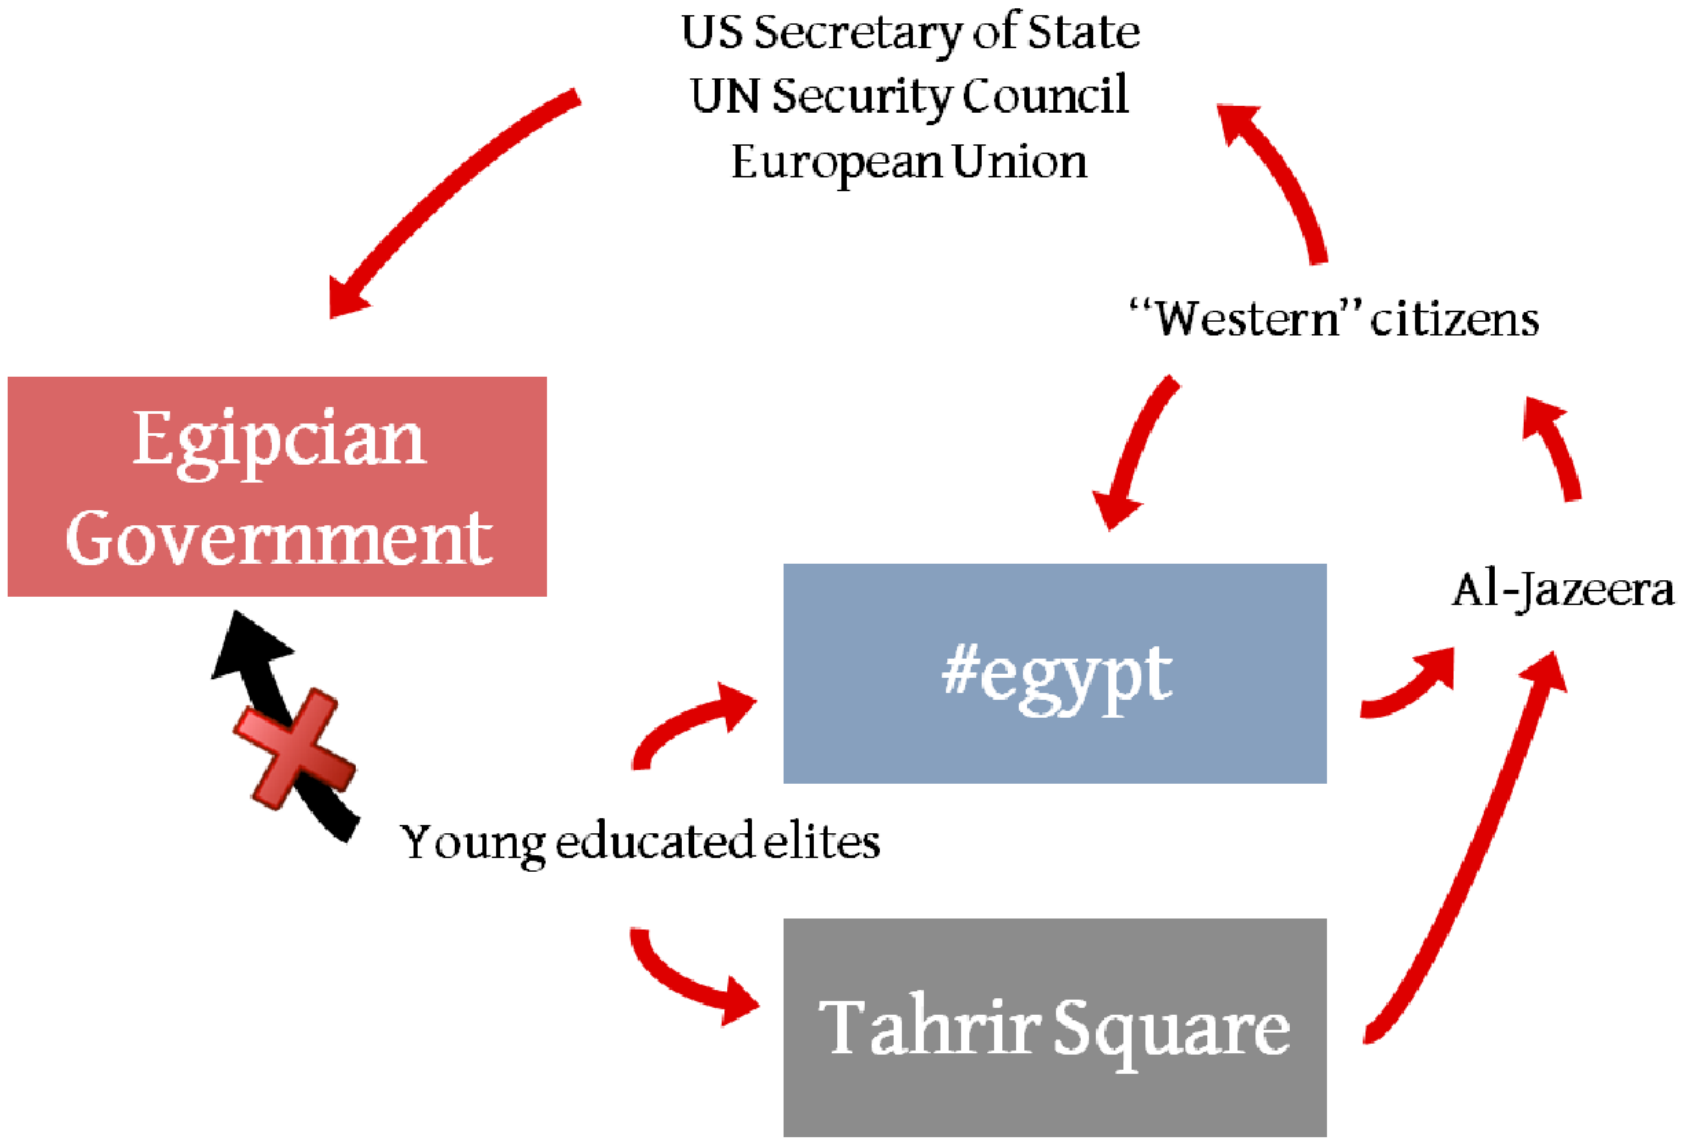 US Secretary of State
UN Security Council
European Union
“Western” citizens
Egipcian
Government
Al-Jazeera
#egypt
Young educated elites
Tahrir Square